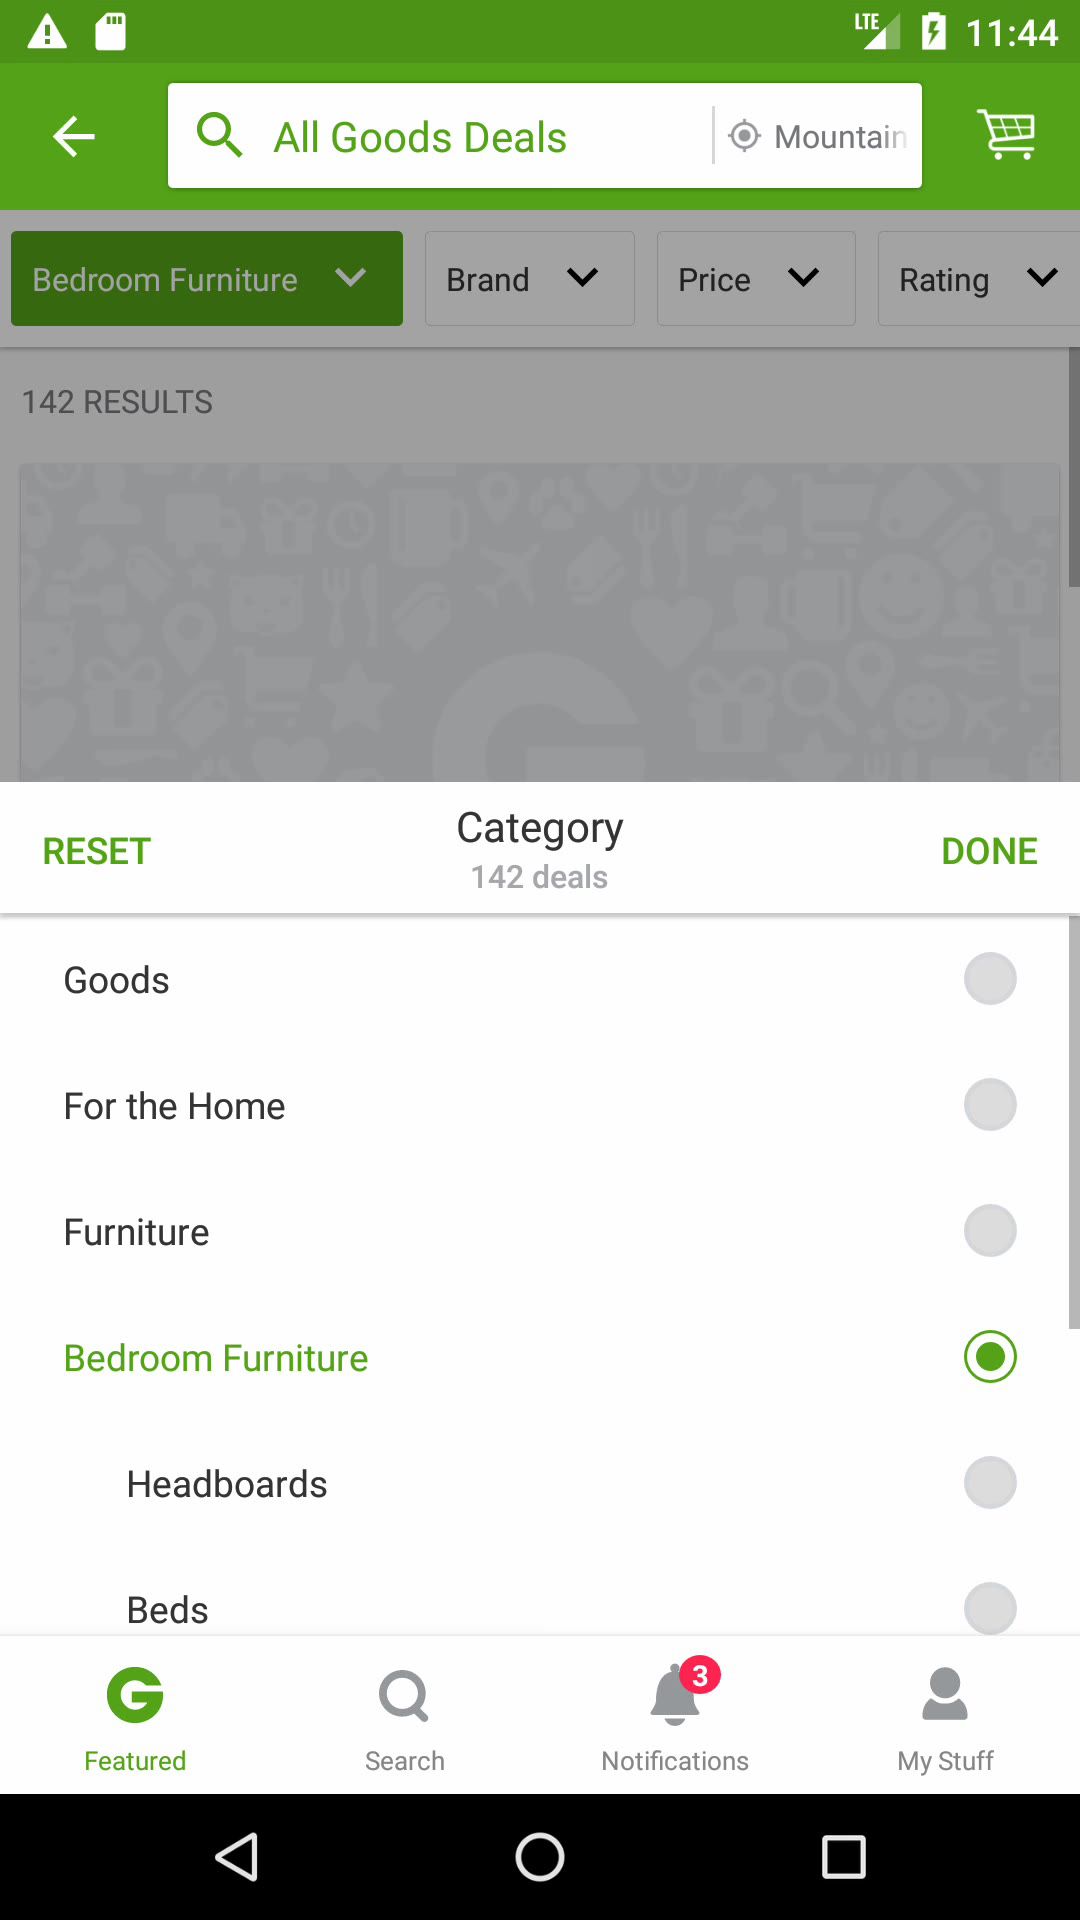 LTE 11:44
All Goods Deals Mountain
Bedroom Furniture Brand Price Rating
142 RESULTS
RESET Category DONE
142 deals
Goods
For the Home
Furniture
Bedroom Furniture
Headboards
Beds
3
Featured Search Notifications My Stuff